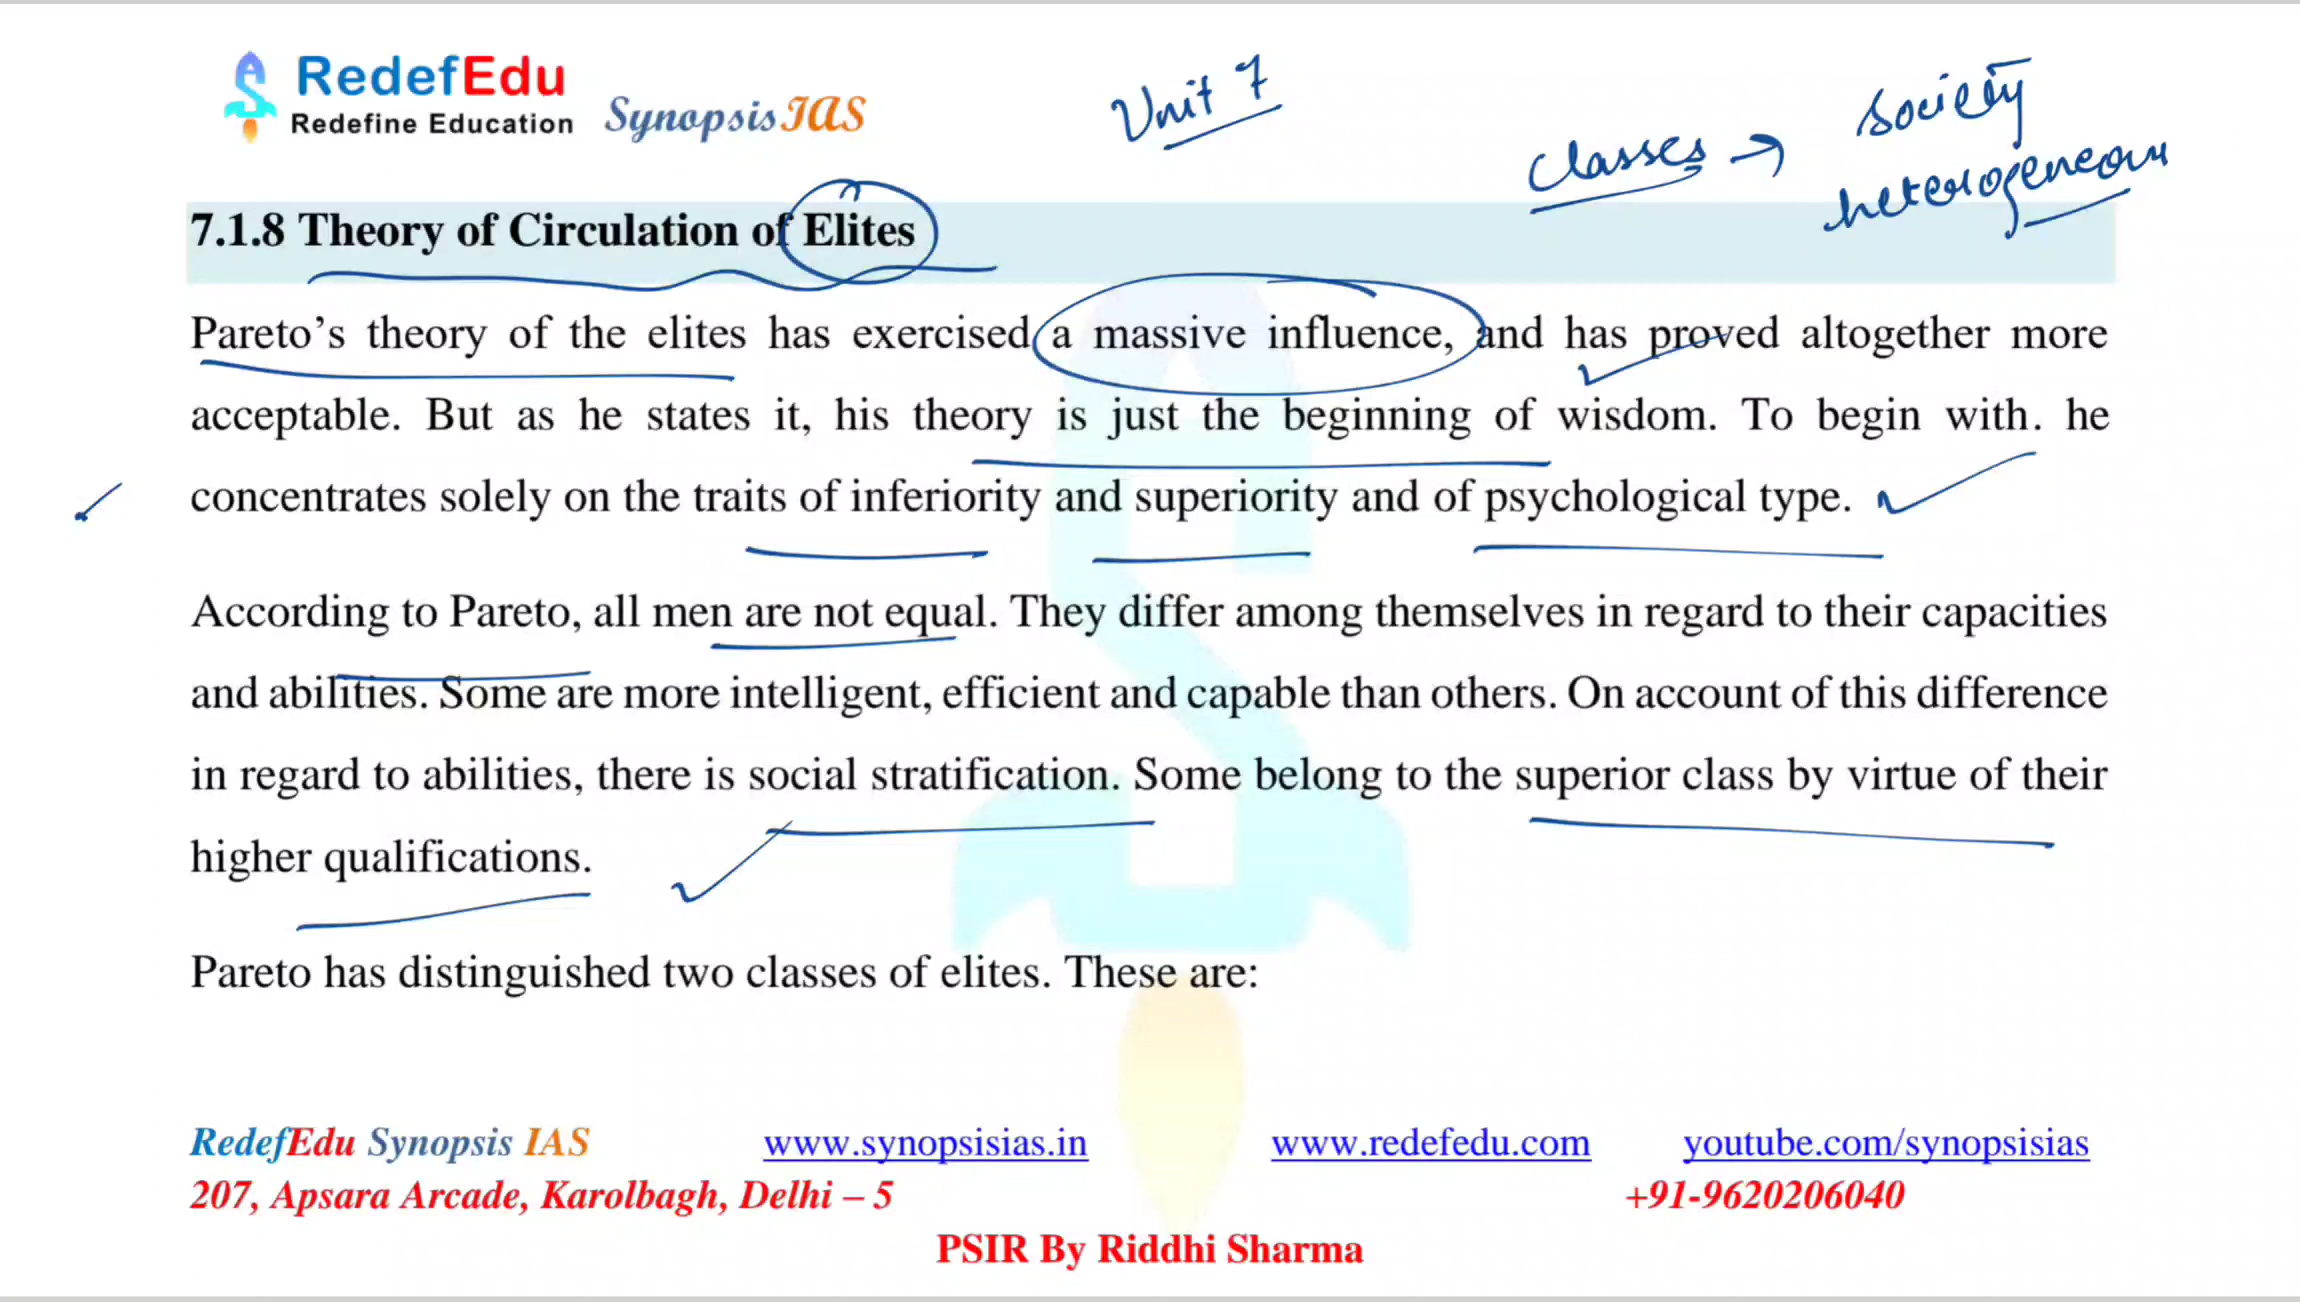 RedefEdu
Redefine Education
Synopsis IAS
Unit 7
Classes → Society
heterogeneous
7.1.8 Theory of Circulation of Elites
Pareto’s theory of the elites has exercised a massive influence, and has proved altogether more
acceptable. But as he states it, his theory is just the beginning of wisdom. To begin with. he
concentrates solely on the traits of inferiority and superiority and of psychological type.
According to Pareto, all men are not equal. They differ among themselves in regard to their capacities
and abilities. Some are more intelligent, efficient and capable than others. On account of this difference
in regard to abilities, there is social stratification. Some belong to the superior class by virtue of their
higher qualifications.
Pareto has distinguished two classes of elites. These are:
RedefEdu Synopsis IAS www.synopsisias.in www.redefedu.com youtube.com/synopsisias
207, Apsara Arcade, Karolbagh, Delhi – 5 +91-9620206040
PSIR By Riddhi Sharma